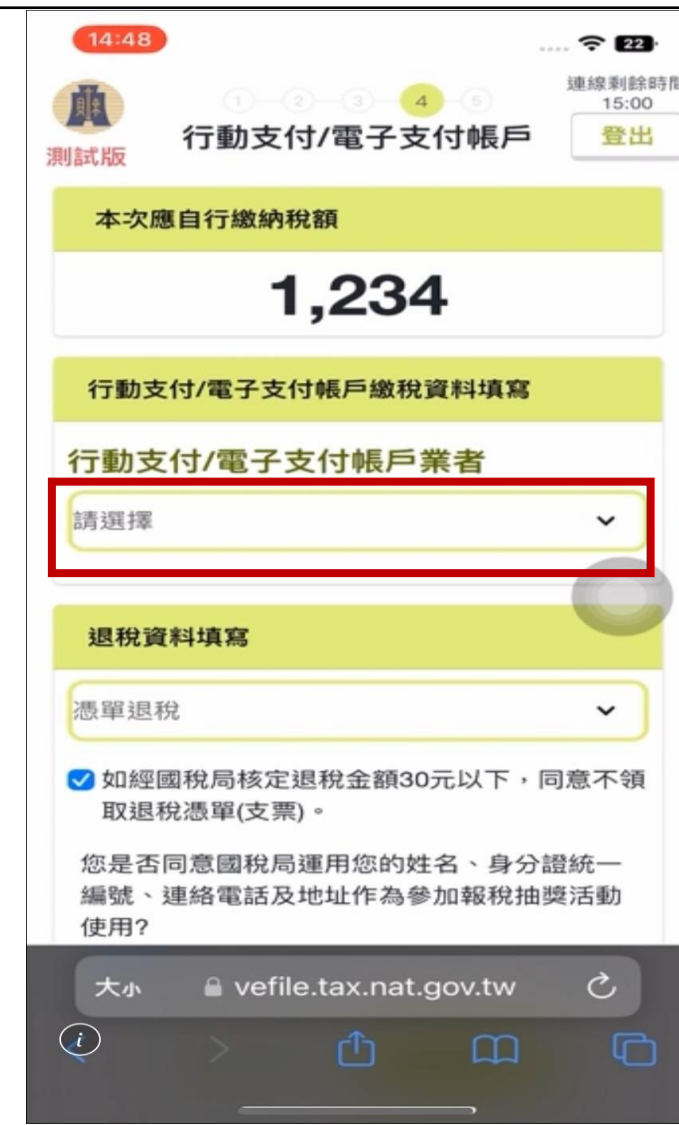 14:48
22
連線剩餘時間
15:00
1 2 3 4 5
行動支付/電子支付帳戶
登出
測試版
本次應自行繳納稅額
1,234
行動支付/電子支付帳戶繳稅資料填寫
行動支付/電子支付帳戶業者
請選擇
退稅資料填寫
憑單退稅
如經國稅局核定退稅金額30元以下，同意不領
取退稅憑單(支票)。
您是否同意國稅局運用您的姓名、身分證統一
編號、連絡電話及地址作為參加報稅抽獎活動
使用?
大小 vefile.tax.nat.gov.tw
i